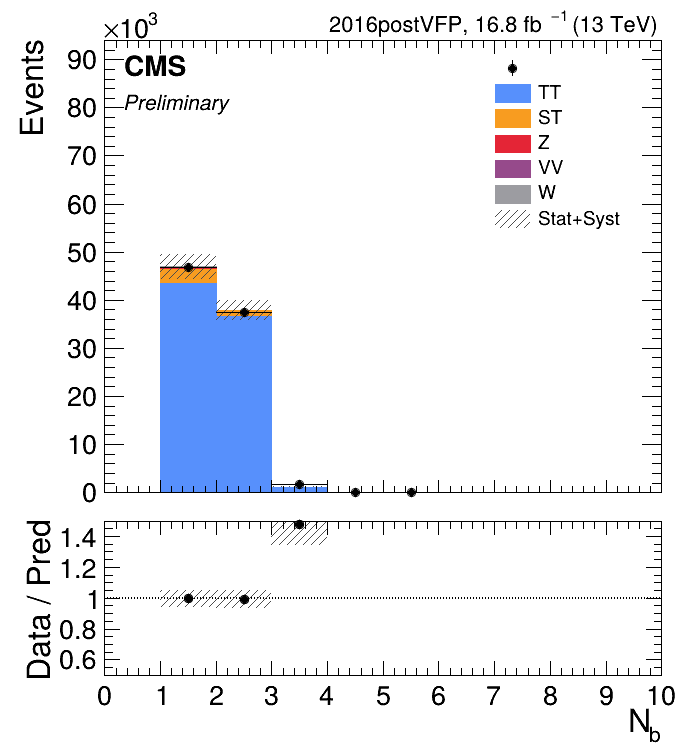 ×10³ 2016postVFP, 16.8 fb⁻¹ (13 TeV)
Events
CMS
Preliminary
TT
ST
Z
VV
W
Stat+Syst
90
80
70
60
50
40
30
20
10
0
Data / Pred
1.4
1.2
1
0.8
0.6
0 1 2 3 4 5 6 7 8 9 10
N_b